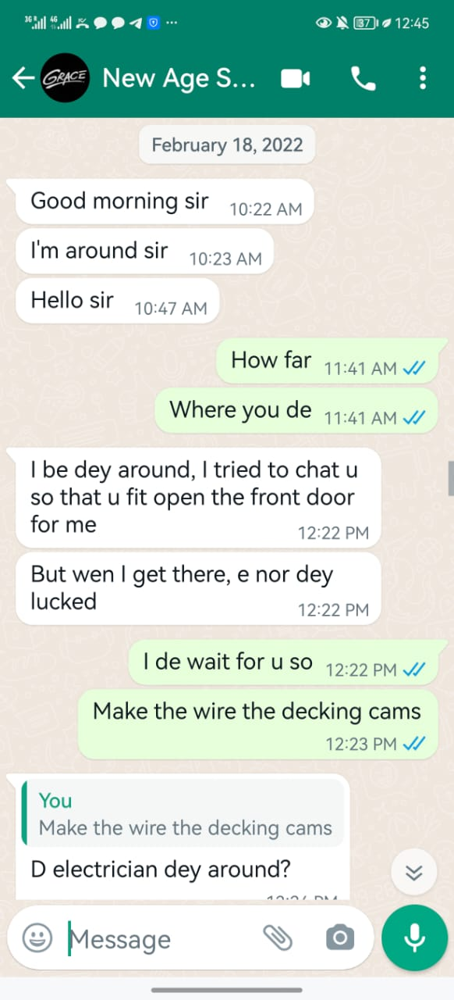 3G R 4G 37 12:45
GRACE New Age S...
February 18, 2022
Good morning sir 10:22 AM
I'm around sir 10:23 AM
Hello sir 10:47 AM
How far 11:41 AM
Where you de 11:41 AM
I be dey around, I tried to chat u
so that u fit open the front door
for me 12:22 PM
But wen I get there, e nor dey
lucked 12:22 PM
I de wait for u so 12:22 PM
Make the wire the decking cams
12:23 PM
You
Make the wire the decking cams
D electrician dey around?
Message